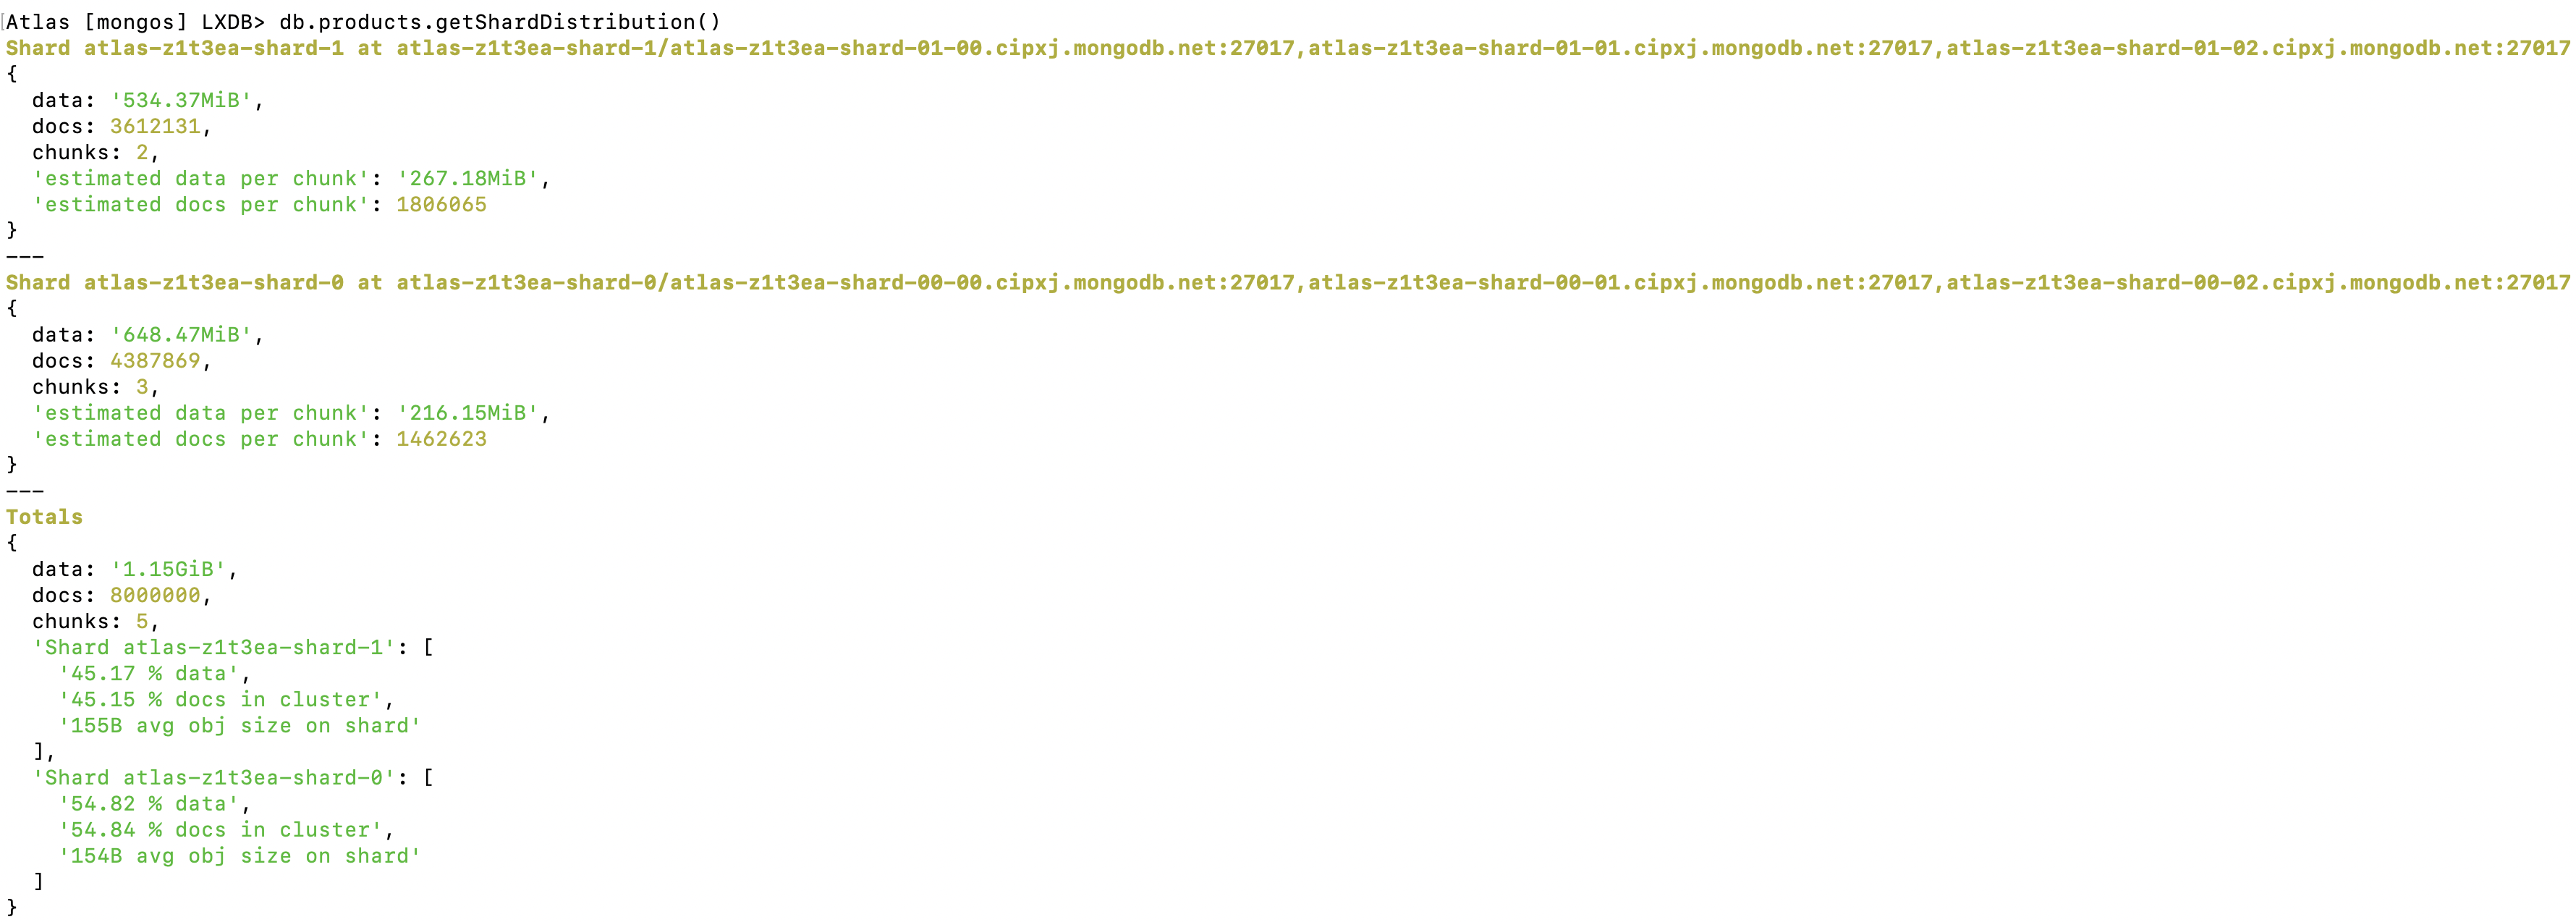 Atlas [mongos] LXDB> db.products.getShardDistribution()
Shard atlas-z1t3ea-shard-1 at atlas-z1t3ea-shard-1/atlas-z1t3ea-shard-01-00.cipxj.mongodb.net:27017,atlas-z1t3ea-shard-01-01.cipxj.mongodb.net:27017,atlas-z1t3ea-shard-01-02.cipxj.mongodb.net:27017
{
  data: '534.37MiB',
  docs: 3612131,
  chunks: 2,
  'estimated data per chunk': '267.18MiB',
  'estimated docs per chunk': 1806065
}
---
Shard atlas-z1t3ea-shard-0 at atlas-z1t3ea-shard-0/atlas-z1t3ea-shard-00-00.cipxj.mongodb.net:27017,atlas-z1t3ea-shard-00-01.cipxj.mongodb.net:27017,atlas-z1t3ea-shard-00-02.cipxj.mongodb.net:27017
{
  data: '648.47MiB',
  docs: 4387869,
  chunks: 3,
  'estimated data per chunk': '216.15MiB',
  'estimated docs per chunk': 1462623
}
---
Totals
{
  data: '1.15GiB',
  docs: 8000000,
  chunks: 5,
  'Shard atlas-z1t3ea-shard-1': [
    '45.17 % data',
    '45.15 % docs in cluster',
    '155B avg obj size on shard'
  ],
  'Shard atlas-z1t3ea-shard-0': [
    '54.82 % data',
    '54.84 % docs in cluster',
    '154B avg obj size on shard'
  ]
}